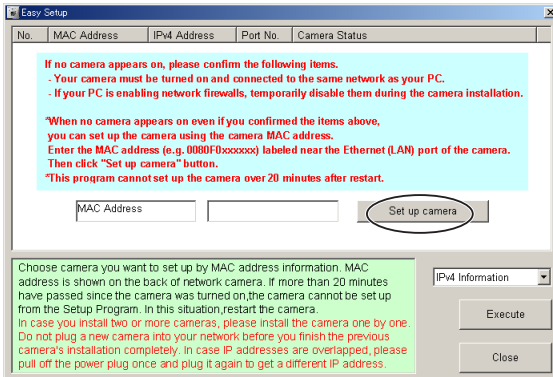 Easy Setup
No. MAC Address IPv4 Address Port No. Camera Status
If no camera appears on, please confirm the following items.
- Your camera must be turned on and connected to the same network as your PC.
- If your PC is enabling network firewalls, temporarily disable them during the camera installation.
*When no camera appears on even if you confirmed the items above,
you can set up the camera using the camera MAC address.
Enter the MAC address (e.g. 0080F0xxxxxx) labeled near the Ethernet (LAN) port of the camera.
Then click "Set up camera" button.
*This program cannot set up the camera over 20 minutes after restart.
MAC Address
Set up camera
Choose camera you want to set up by MAC address information. MAC
address is shown on the back of network camera. If more than 20 minutes
have passed since the camera was turned on,the camera cannot be set up
from the Setup Program. In this situation,restart the camera.
In case you install two or more cameras, please install the camera one by one.
Do not plug a new camera into your network before you finish the previous
camera's installation completely. In case IP addresses are overlapped, please
pull off the power plug once and plug it again to get a different IP address.
IPv4 Information
Execute
Close